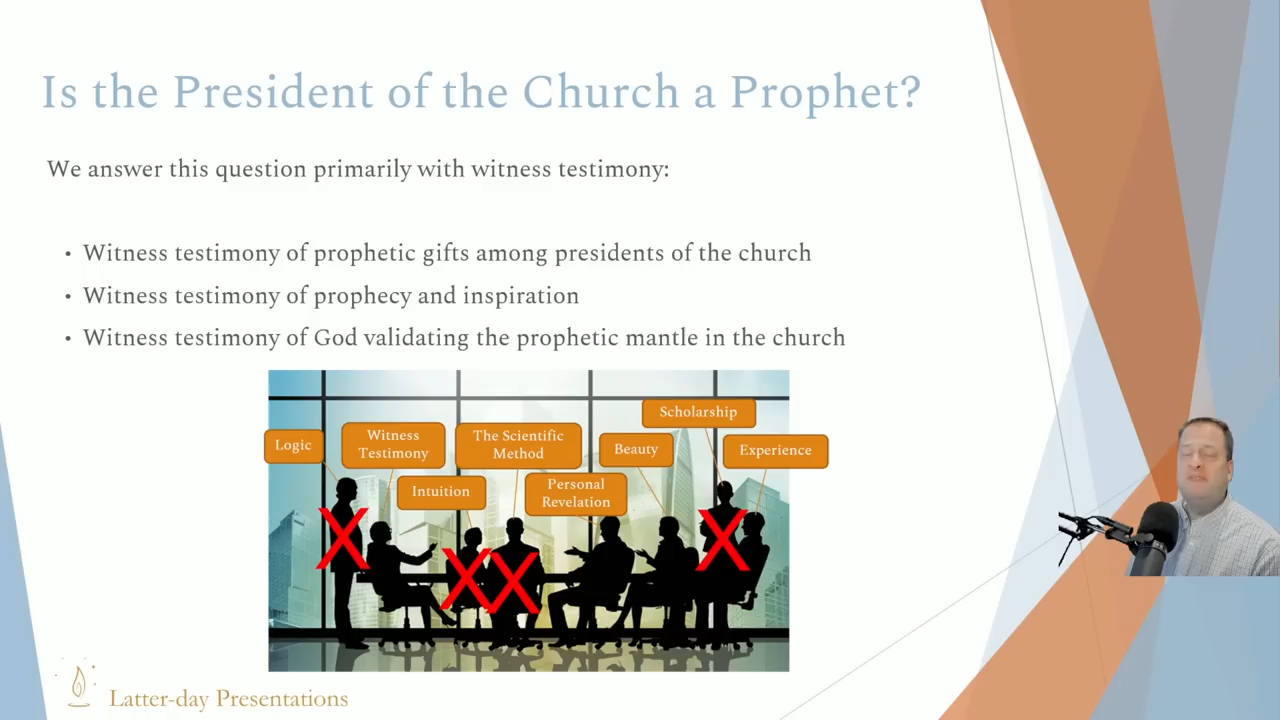 Is the President of the Church a Prophet?
We answer this question primarily with witness testimony:
• Witness testimony of prophetic gifts among presidents of the church
• Witness testimony of prophecy and inspiration
• Witness testimony of God validating the prophetic mantle in the church
Scholarship
Logic
Witness
Testimony
The Scientific
Method
Beauty
Experience
Intuition
Personal
Revelation
Latter-day Presentations